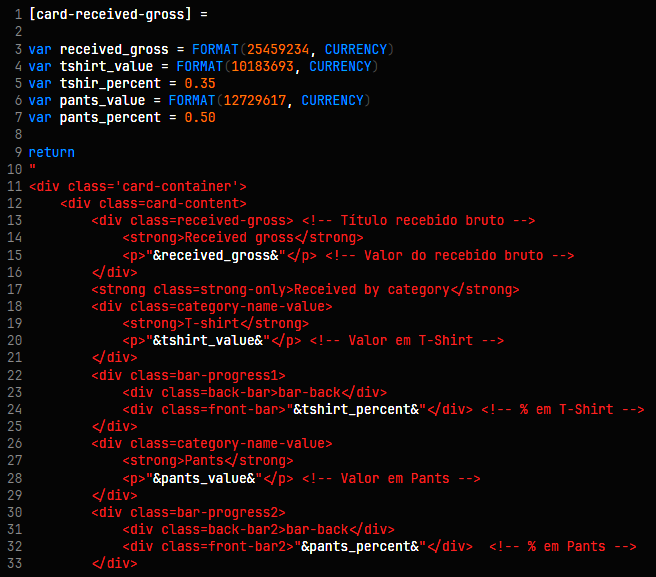 1 [card-received-gross] =
2
3 var received_gross = FORMAT(25459234, CURRENCY)
4 var tshirt_value = FORMAT(10183693, CURRENCY)
5 var tshir_percent = 0.35
6 var pants_value = FORMAT(12729617, CURRENCY)
7 var pants_percent = 0.50
8
9 return
10 "
11 <div class='card-container'>
12     <div class=card-content>
13         <div class=received-gross> <!-- Título recebido bruto -->
14             <strong>Received gross</strong>
15             <p>"&received_gross&"</p> <!-- Valor do recebido bruto -->
16         </div>
17         <strong class=strong-only>Received by category</strong>
18         <div class=category-name-value>
19             <strong>T-shirt</strong>
20             <p>"&tshirt_value&"</p> <!-- Valor em T-Shirt -->
21         </div>
22         <div class=bar-progress1>
23             <div class=back-bar>bar-back</div>
24             <div class=front-bar>"&tshirt_percent&"</div> <!-- % em T-Shirt -->
25         </div>
26         <div class=category-name-value>
27             <strong>Pants</strong>
28             <p>"&pants_value&"</p> <!-- Valor em Pants -->
29         </div>
30         <div class=bar-progress2>
31             <div class=back-bar2>bar-back</div>
32             <div class=front-bar2>"&pants_percent&"</div>  <!-- % em Pants -->
33         </div>